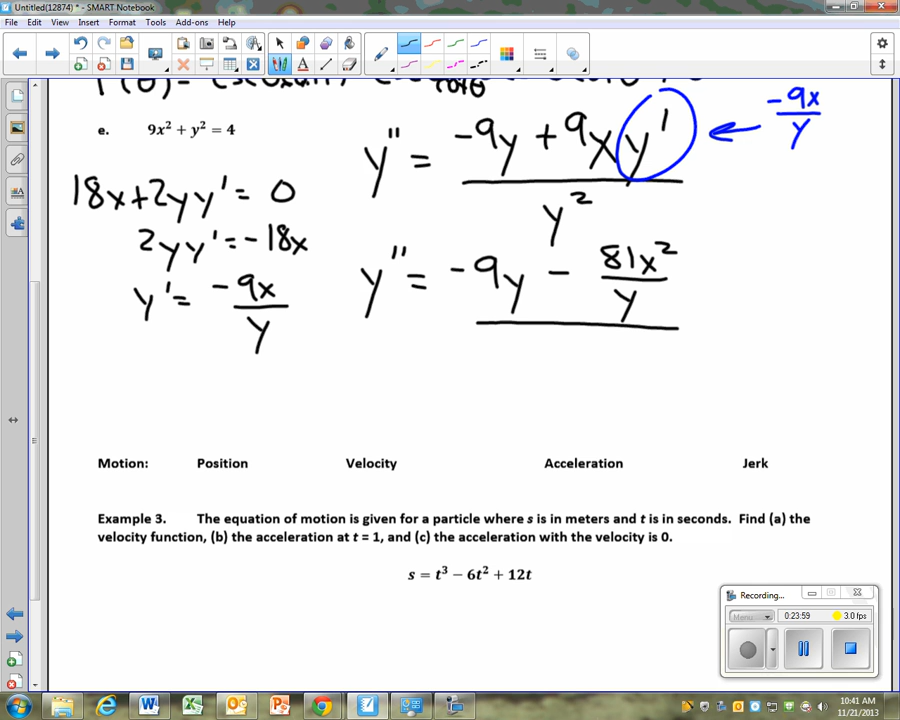 Untitled(12874) * - SMART Notebook
File Edit View Insert Format Tools Add-ons Help
e. 9x² + y² = 4
y'' = -9y + 9xy' / y²
← -9x / y
18x+2yy' = 0
2yy' = -18x
y' = -9x / y
y'' = -9y - 81x² / y
Motion: Position Velocity Acceleration Jerk
Example 3. The equation of motion is given for a particle where s is in meters and t is in seconds. Find (a) the
velocity function, (b) the acceleration at t = 1, and (c) the acceleration with the velocity is 0.
s = t³ − 6t² + 12t
Recording...
Menu 0:23:59 3.0 fps
10:41 AM
11/21/2013